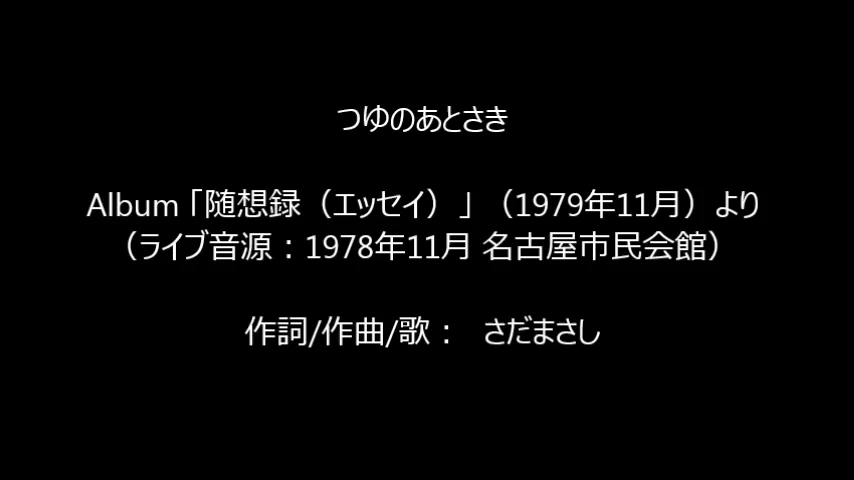 つゆのあとさき
Album「随想録（エッセイ）」（1979年11月）より
（ライブ音源：1978年11月 名古屋市民会館）
作詞/作曲/歌： さだまさし